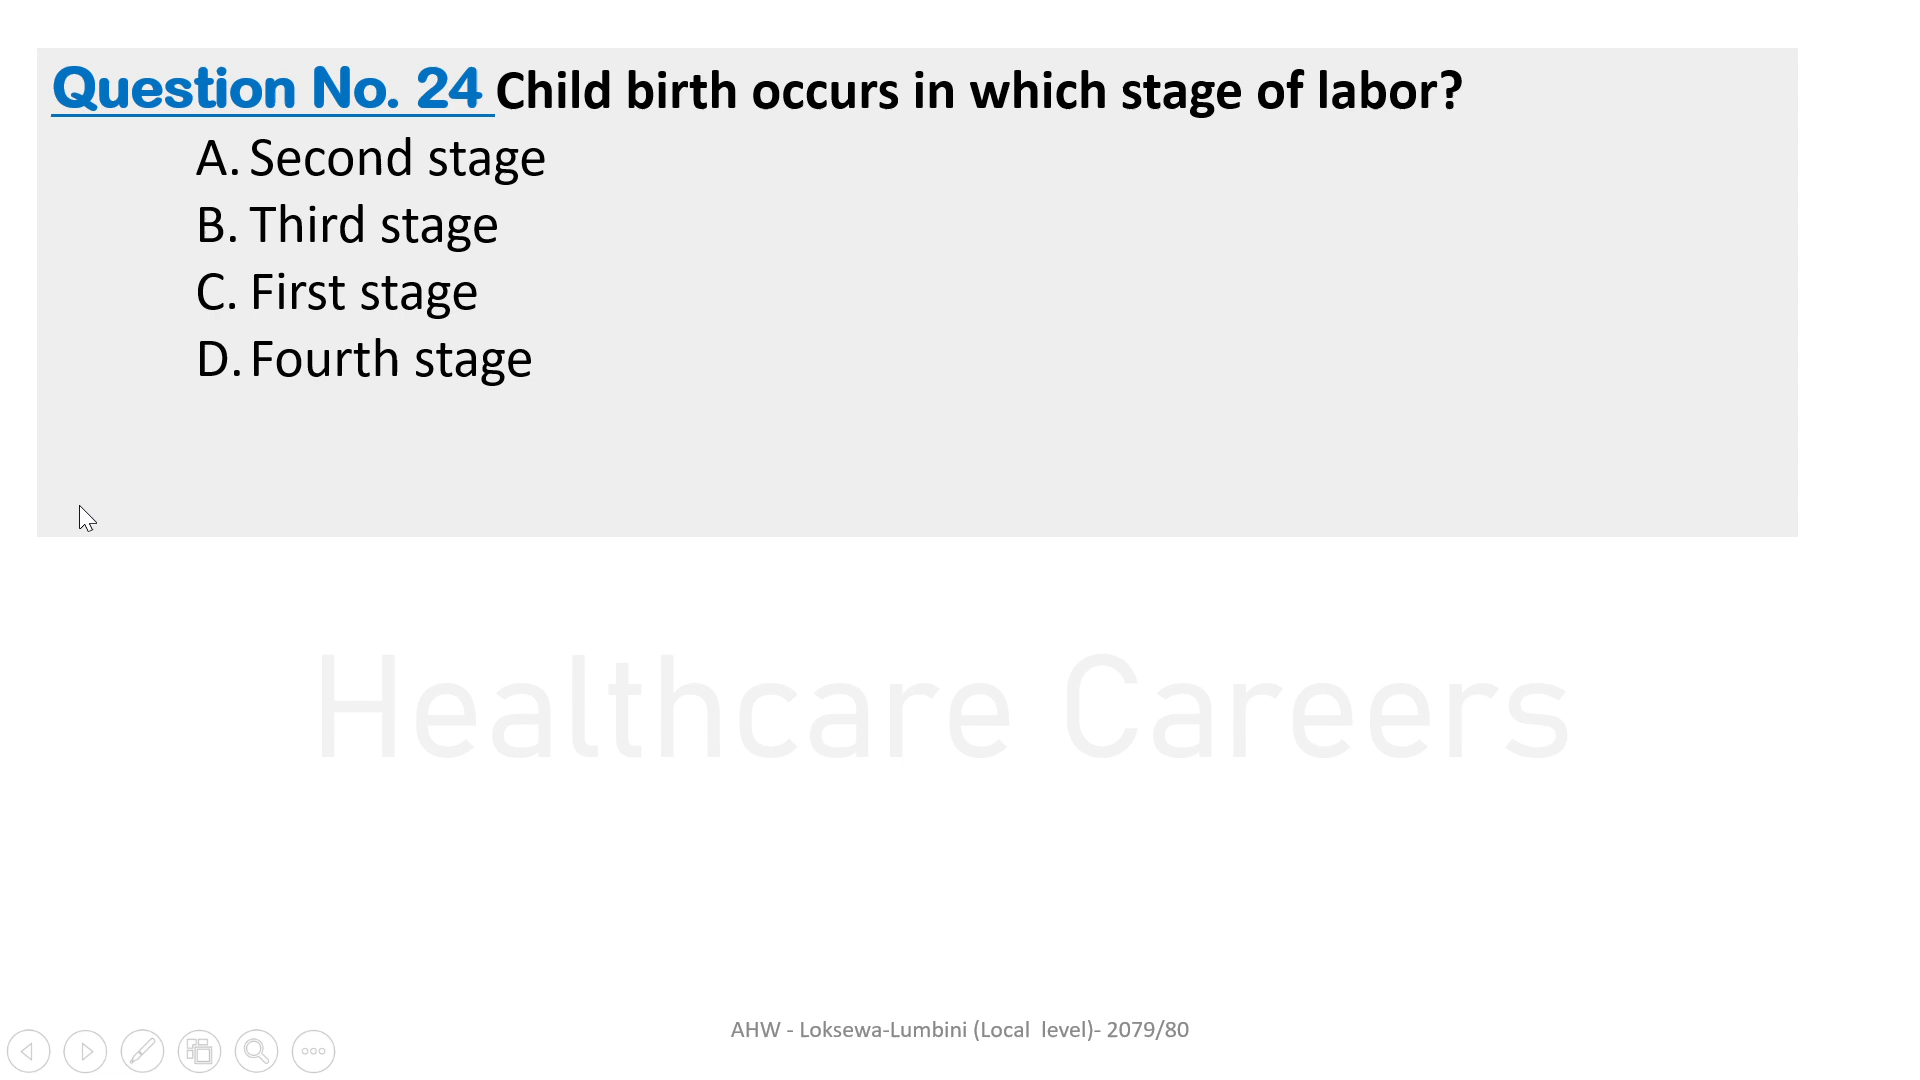 Question No. 24 Child birth occurs in which stage of labor?
A. Second stage
B. Third stage
C. First stage
D. Fourth stage
Healthcare Careers
AHW - Loksewa-Lumbini (Local level)- 2079/80